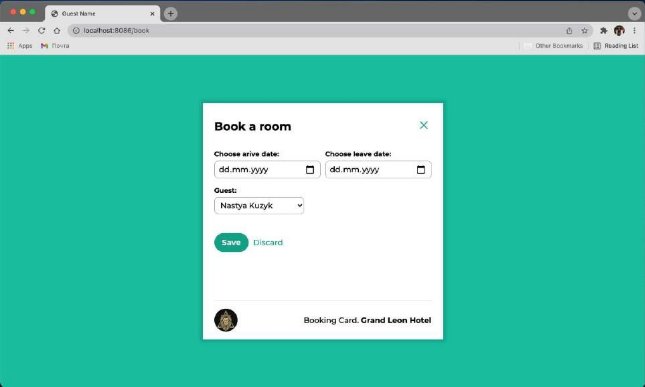 Guest Name
localhost:8086/book
Apps
Почта
Other Bookmarks
Reading List
Book a room
Choose arive date:
Choose leave date:
dd.mm.yyyy
dd.mm.yyyy
Guest:
Nastya Kuzyk
Save
Discard
Booking Card. Grand Leon Hotel